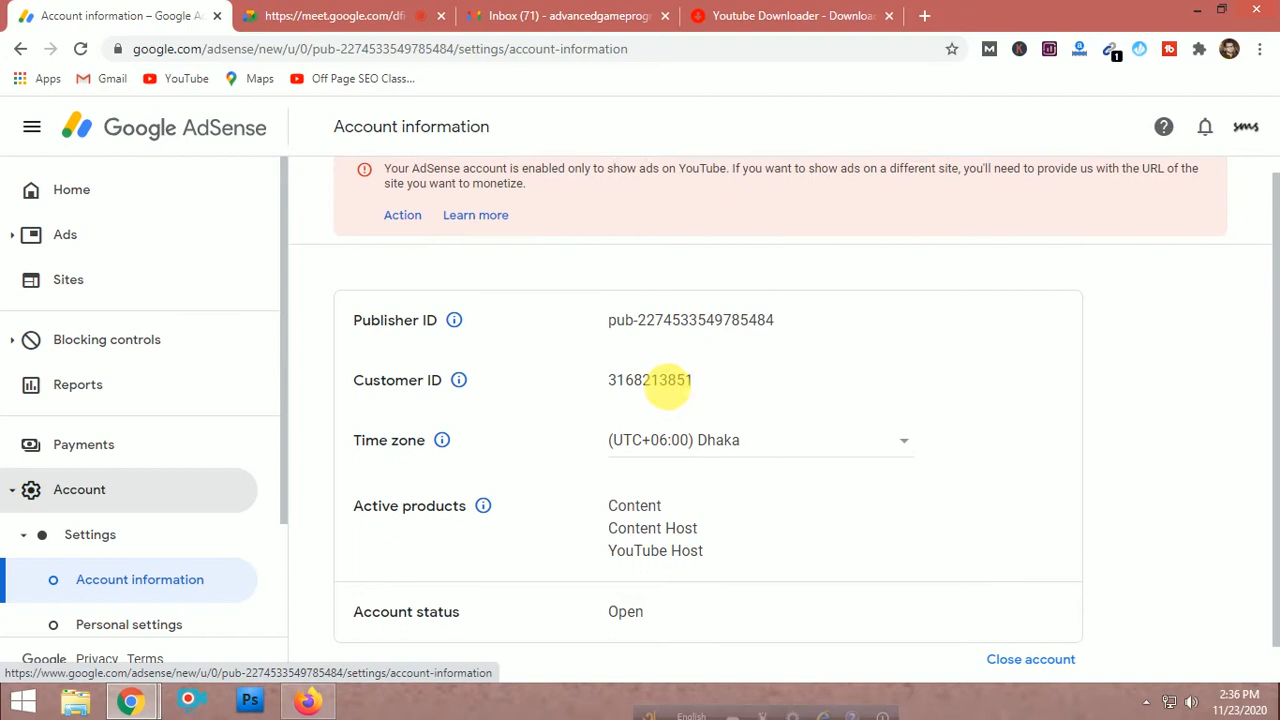 Account information – Google Ad
https://meet.google.com/dfi
Inbox (71) - advancedgameprog
Youtube Downloader - Downloa
google.com/adsense/new/u/0/pub-2274533549785484/settings/account-information
1
Apps
Gmail
YouTube
Maps
Off Page SEO Class...
Google AdSense
Account information
sms
Your AdSense account is enabled only to show ads on YouTube. If you want to show ads on a different site, you'll need to provide us with the URL of the
site you want to monetize.
Action
Learn more
Home
Ads
Sites
Blocking controls
Reports
Payments
Account
Settings
Account information
Personal settings
Google
Privacy
Terms
Publisher ID
pub-2274533549785484
Customer ID
3168213851
Time zone
(UTC+06:00) Dhaka
Active products
Content
Content Host
YouTube Host
Account status
Open
Close account
https://www.google.com/adsense/new/u/0/pub-2274533549785484/settings/account-information
Ps
English
2:36 PM
11/23/2020